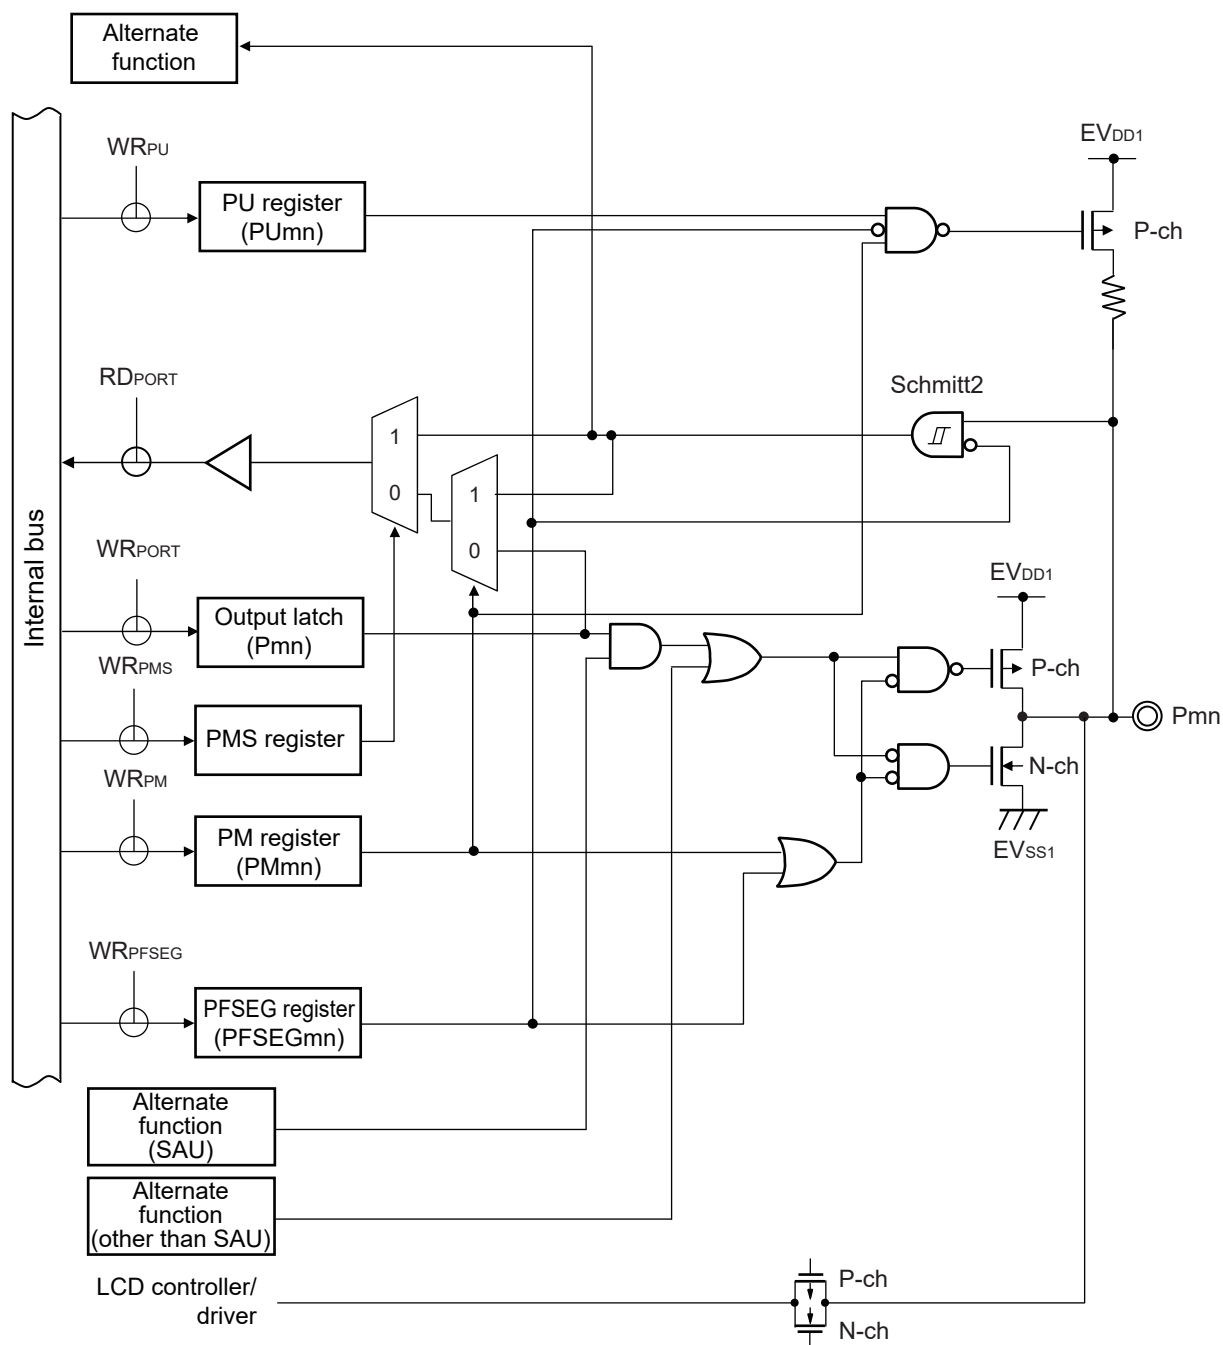 Alternate
function
WRPU
EVDD1
PU register
(PUmn)
P-ch
RDPORT
Schmitt2
1
0
1
0
Internal bus
WRPORT
EVDD1
Output latch
(Pmn)
WRPMS
P-ch
PMS register
Pmn
WRPM
N-ch
PM register
(PMmn)
EVSS1
WRPFSEG
PFSEG register
(PFSEGmn)
Alternate
function
(SAU)
Alternate
function
(other than SAU)
LCD controller/
driver
P-ch
N-ch